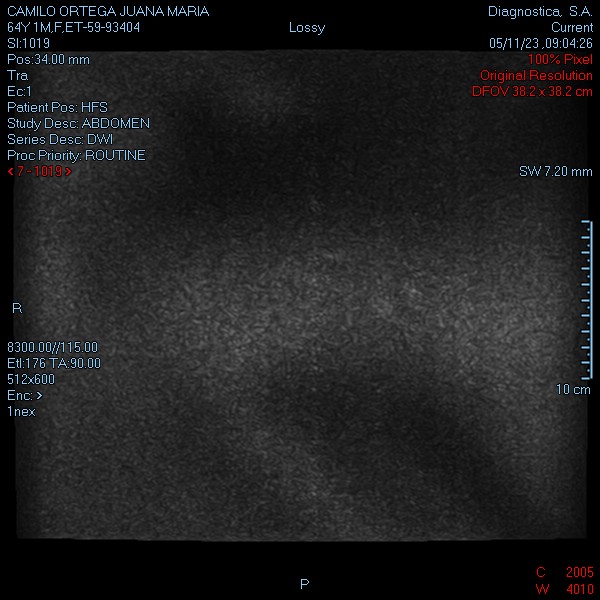 CAMILO ORTEGA JUANA MARIA
64Y 1M,F,ET-59-93404
SI:1019
Pos:34.00 mm
Tra
Ec:1
Patient Pos: HFS
Study Desc: ABDOMEN
Series Desc: DWI
Proc Priority: ROUTINE
< 7 - 1019 >
Lossy
Diagnostica, S.A.
Current
05/11/23 ,09:04:26
100% Pixel
Original Resolution
DFOV 38.2 x 38.2 cm
SW 7.20 mm
R
8300.00//115.00
Etl:176 TA:90.00
512x600
Enc: >
1nex
10 cm
P
C 2005
W 4010